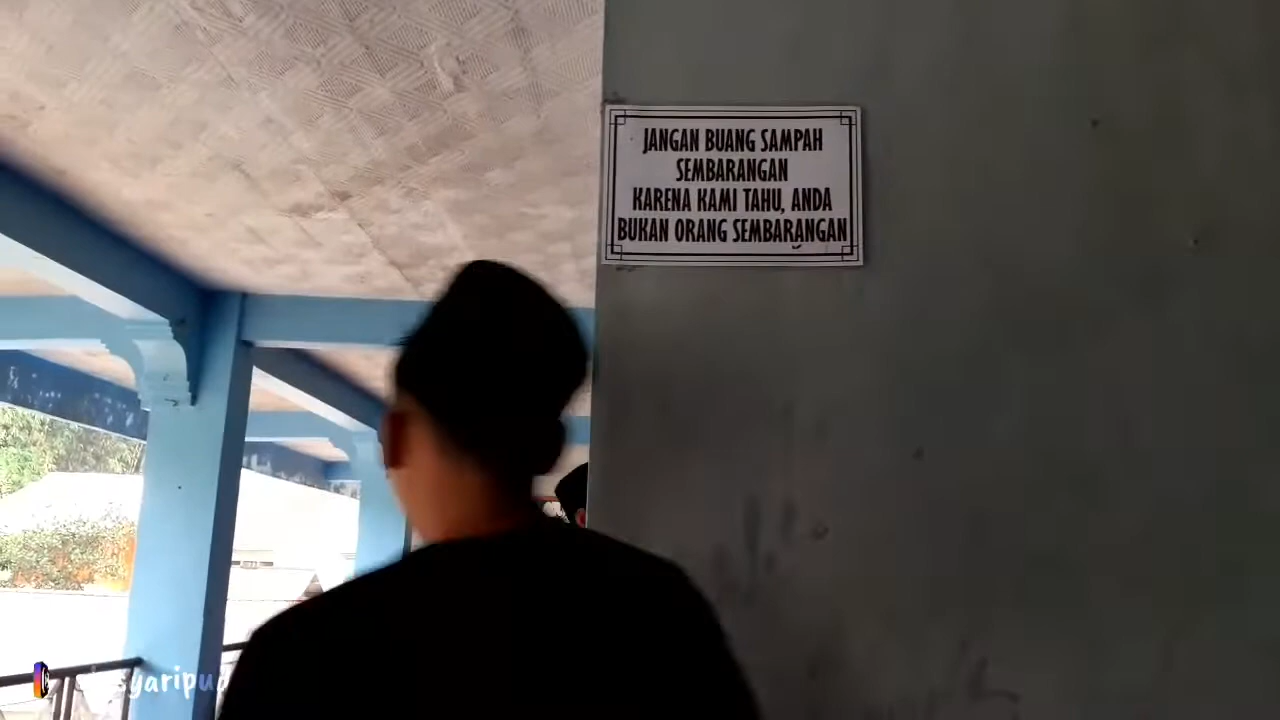 JANGAN BUANG SAMPAH
SEMBARANGAN
KARENA KAMI TAHU, ANDA
BUKAN ORANG SEMBARANGAN